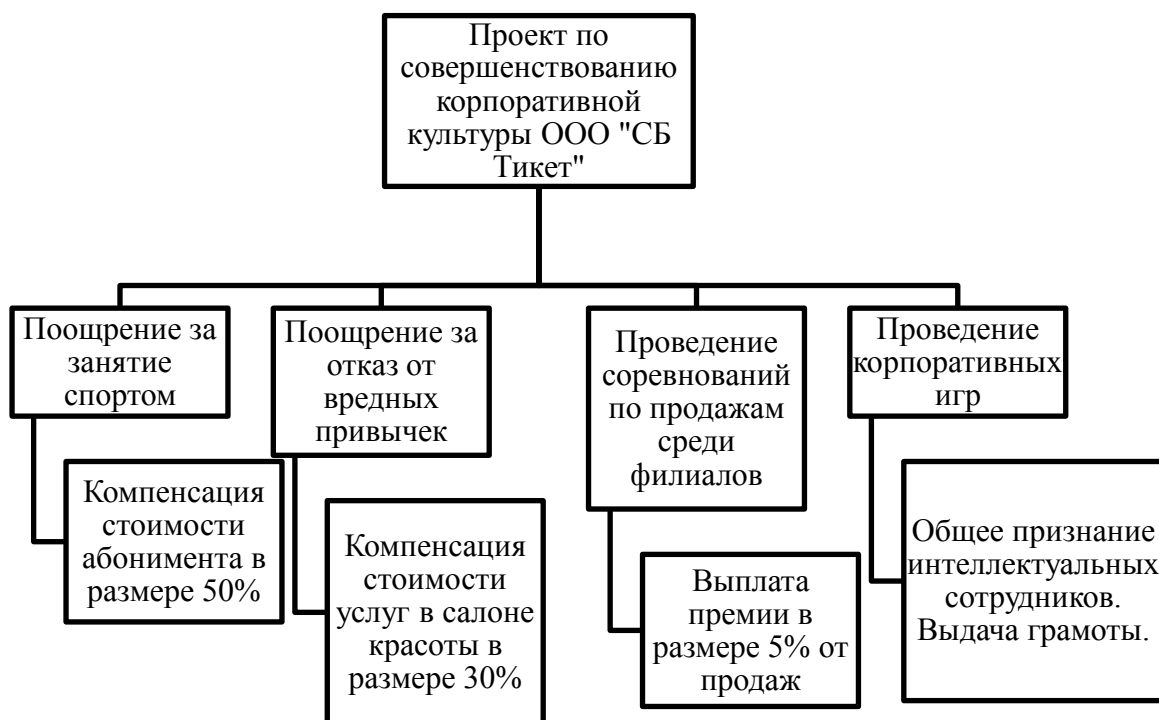 Проект по
совершенствованию
корпоративной
культуры ООО "СБ
Тикет"
Поощрение за
занятие
спортом
Компенсация
стоимости
абонимента в
размере 50%
Поощрение за
отказ от
вредных
привычек
Компенсация
стоимости
услуг в салоне
красоты в
размере 30%
Проведение
соревнований
по продажам
среди
филиалов
Выплата
премии в
размере 5% от
продаж
Проведение
корпоративных
игр
Общее признание
интеллектуальных
сотрудников.
Выдача грамоты.